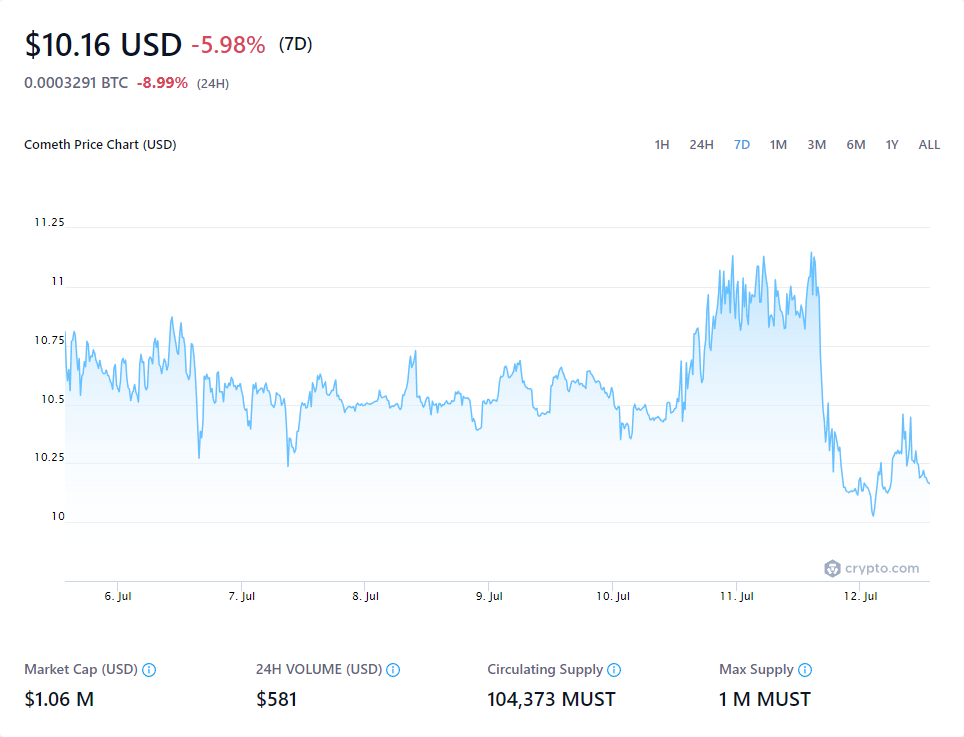 $10.16 USD -5.98% (7D)
0.0003291 BTC -8.99% (24H)
Cometh Price Chart (USD) 1H 24H 7D 1M 3M 6M 1Y ALL
11.25
11
10.75
10.5
10.25
10
crypto.com
6. Jul 7. Jul 8. Jul 9. Jul 10. Jul 11. Jul 12. Jul
Market Cap (USD) 24H VOLUME (USD) Circulating Supply Max Supply
$1.06 M $581 104,373 MUST 1 M MUST